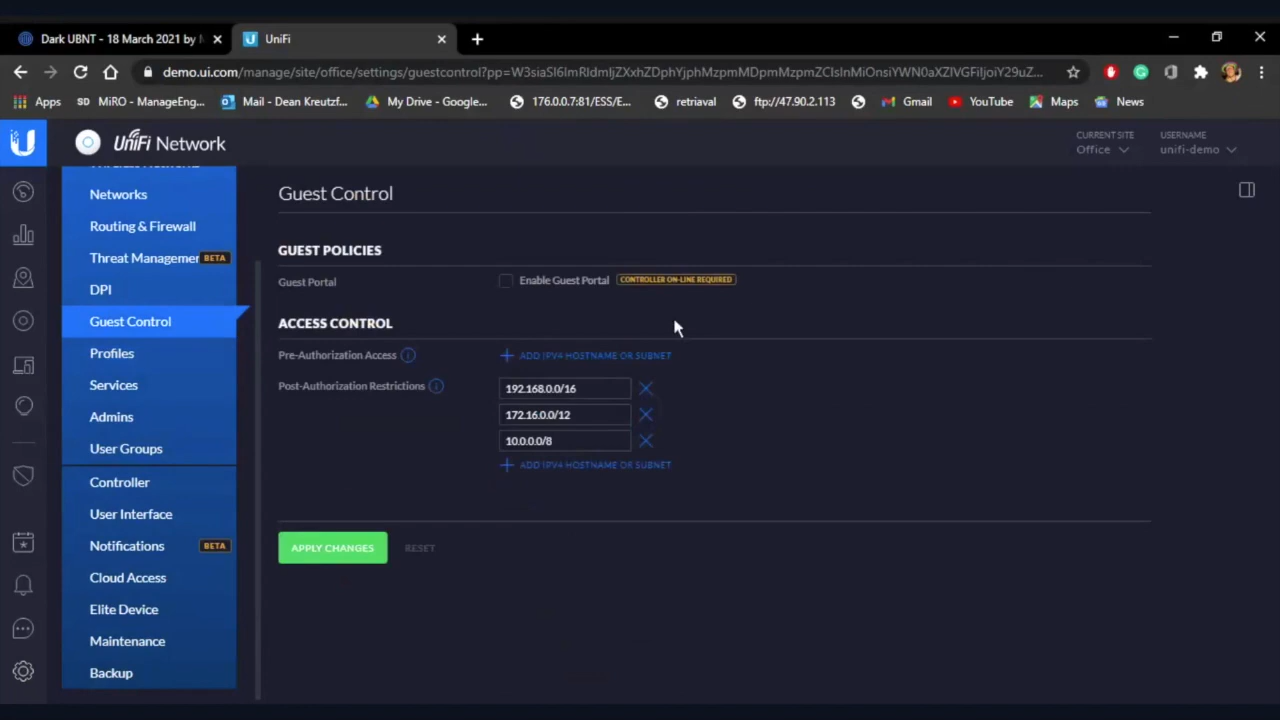 Dark UBNT - 18 March 2021 by
UniFi
demo.ui.com/manage/site/office/settings/guestcontrol?pp=W3siaSI6ImRldmljZXxhZDphYjphMzpmMDpmMzpmZCIsInMiOnsiYWN0aXZlVGFiIjoiY29uZ...
Apps
SD MiRO - ManageEng...
Mail - Dean Kreutzf...
My Drive - Google...
176.0.0.7:81/ESS/E...
retriaval
ftp://47.90.2.113
Gmail
YouTube
Maps
News
UniFi Network
CURRENT SITE
Office
USERNAME
unifi-demo
Networks
Routing & Firewall
Threat Managemen BETA
DPI
Guest Control
Profiles
Services
Admins
User Groups
Controller
User Interface
Notifications BETA
Cloud Access
Elite Device
Maintenance
Backup
Guest Control
GUEST POLICIES
Guest Portal
Enable Guest Portal CONTROLLER ON-LINE REQUIRED
ACCESS CONTROL
Pre-Authorization Access
ADD IPV4 HOSTNAME OR SUBNET
Post-Authorization Restrictions
192.168.0.0/16
172.16.0.0/12
10.0.0.0/8
ADD IPV4 HOSTNAME OR SUBNET
APPLY CHANGES
RESET